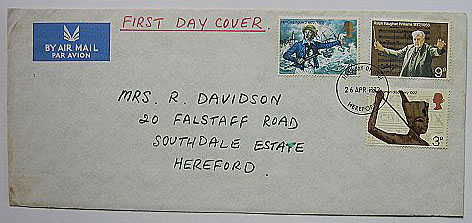 FIRST DAY COVER.
BY AIR MAIL
PAR AVION
Ralph Vaughan Williams 1872/1958
9p
3p
26 APR 1972
HEREFORD
MRS. R. DAVIDSON
20 FALSTAFF ROAD
SOUTHDALE ESTATE
HEREFORD.